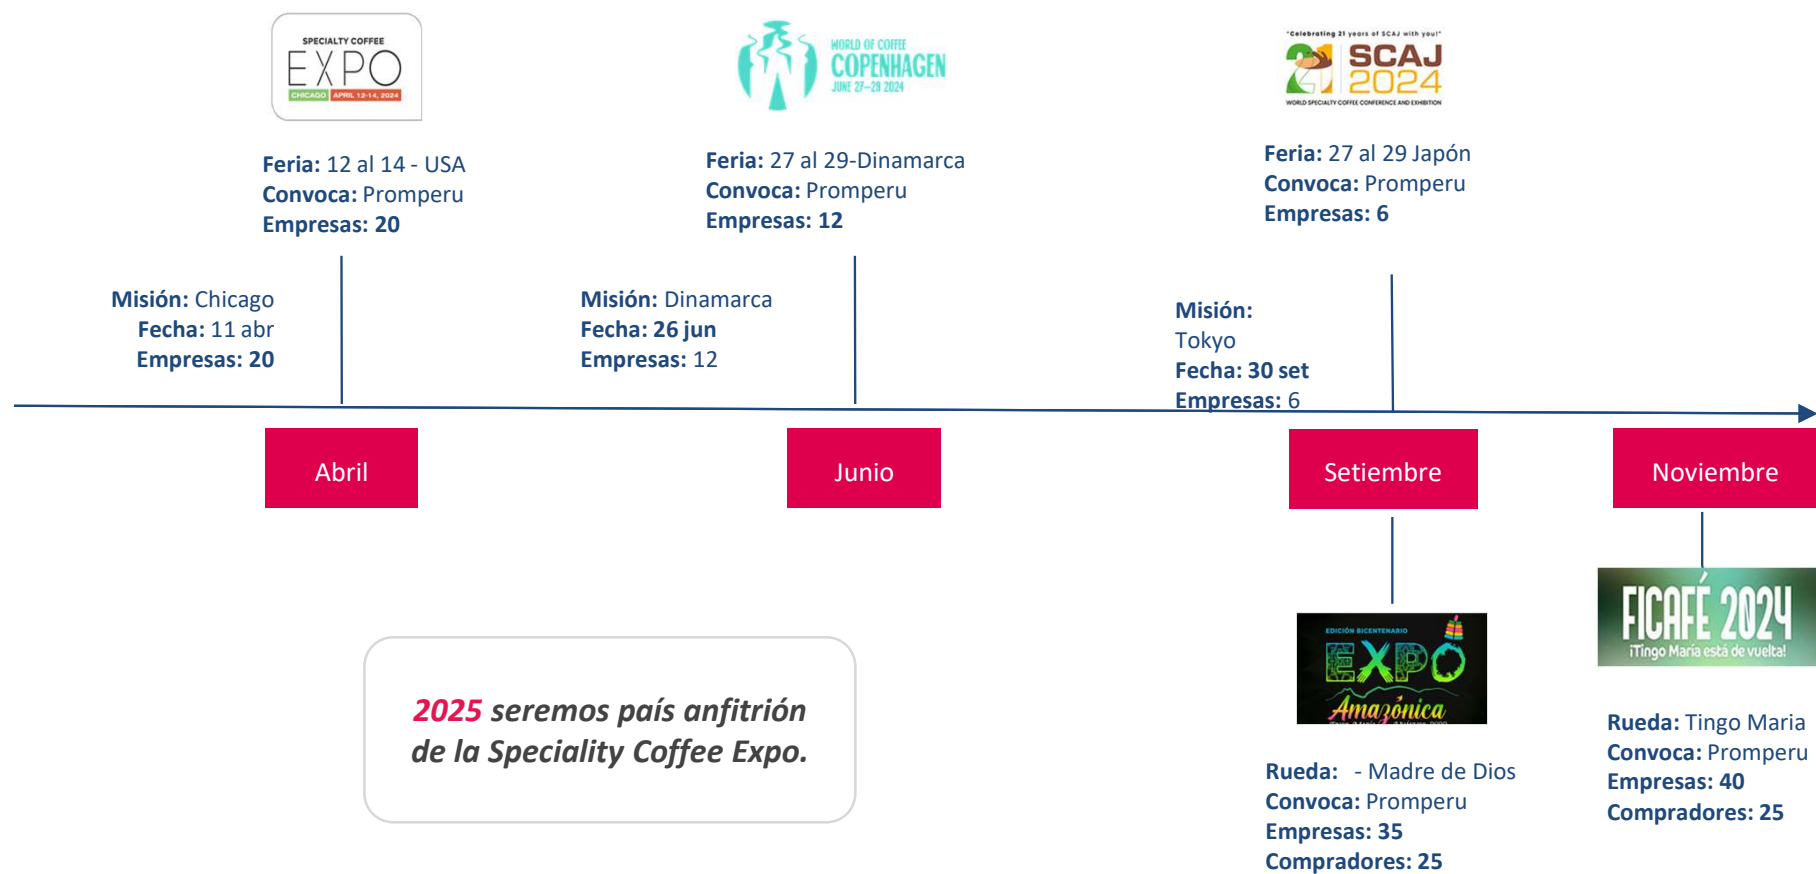 SPECIALTY COFFEE
EXPO
CHICAGO APRIL 12-14, 2024
Feria: 12 al 14 - USA
Convoca: Promperu
Empresas: 20
Misión: Chicago
Fecha: 11 abr
Empresas: 20
WORLD OF COFFEE
COPENHAGEN
JUNE 27–29 2024
Feria: 27 al 29-Dinamarca
Convoca: Promperu
Empresas: 12
Misión: Dinamarca
Fecha: 26 jun
Empresas: 12
"Celebrating 21 years of SCAJ with you!"
21 SCAJ
2024
WORLD SPECIALTY COFFEE CONFERENCE AND EXHIBITION
Feria: 27 al 29 Japón
Convoca: Promperu
Empresas: 6
Misión:
Tokyo
Fecha: 30 set
Empresas: 6
Abril
Junio
Setiembre
Noviembre
2025 seremos país anfitrión
de la Speciality Coffee Expo.
EDICIÓN BICENTENARIO
EXPO
Amazónica
Rueda: - Madre de Dios
Convoca: Promperu
Empresas: 35
Compradores: 25
FICAFÉ 2024
¡Tingo María está de vuelta!
Rueda: Tingo Maria
Convoca: Promperu
Empresas: 40
Compradores: 25